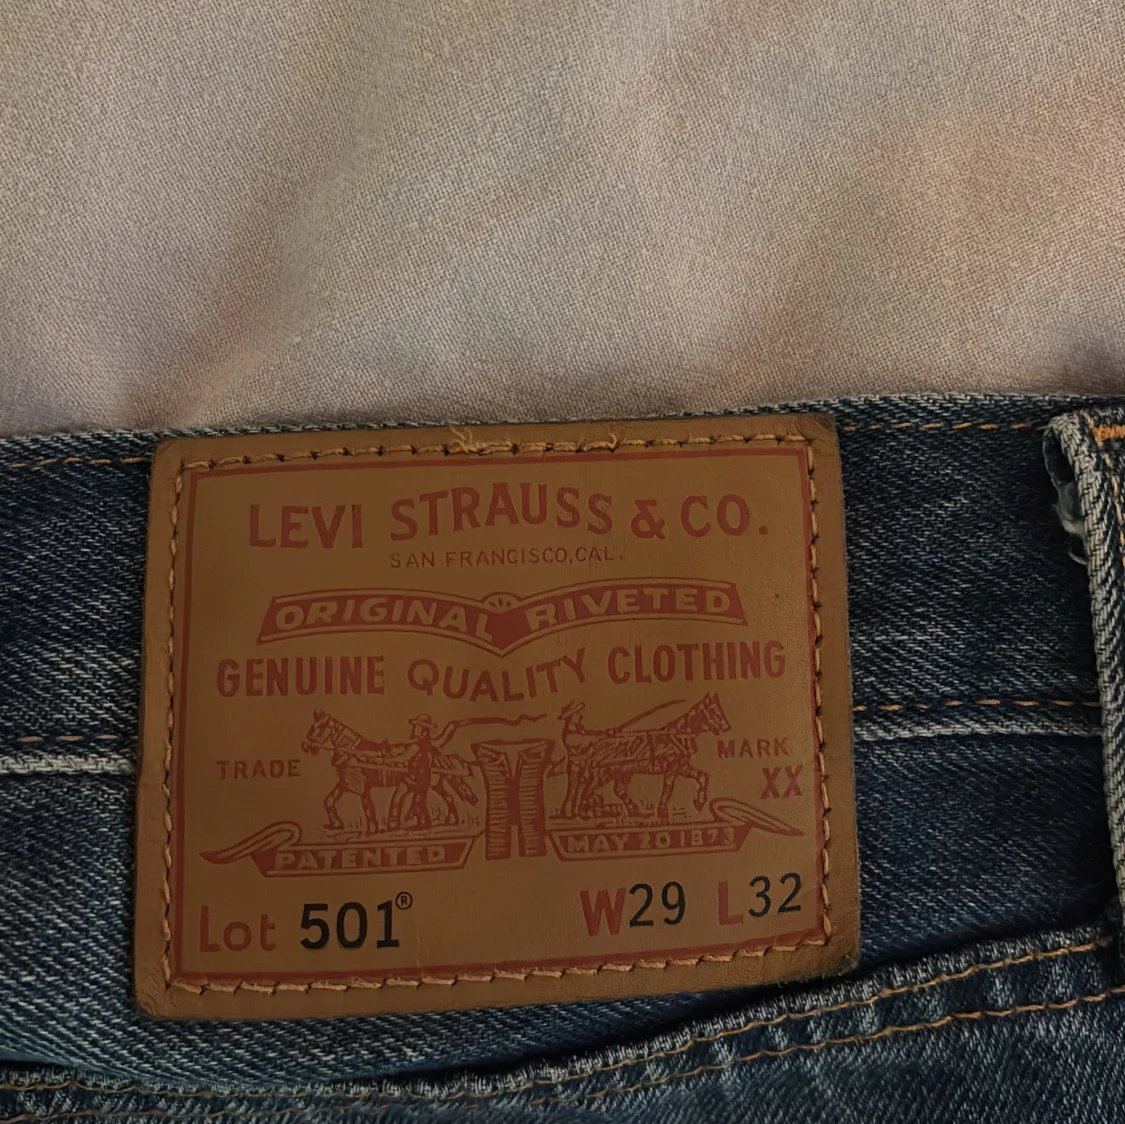 LEVI STRAUSS & CO.
SAN FRANCISCO, CAL.
ORIGINAL RIVETED
GENUINE QUALITY CLOTHING
TRADE MARK
XX
PATENTED MAY 20 1873
Lot 501® W29 L32